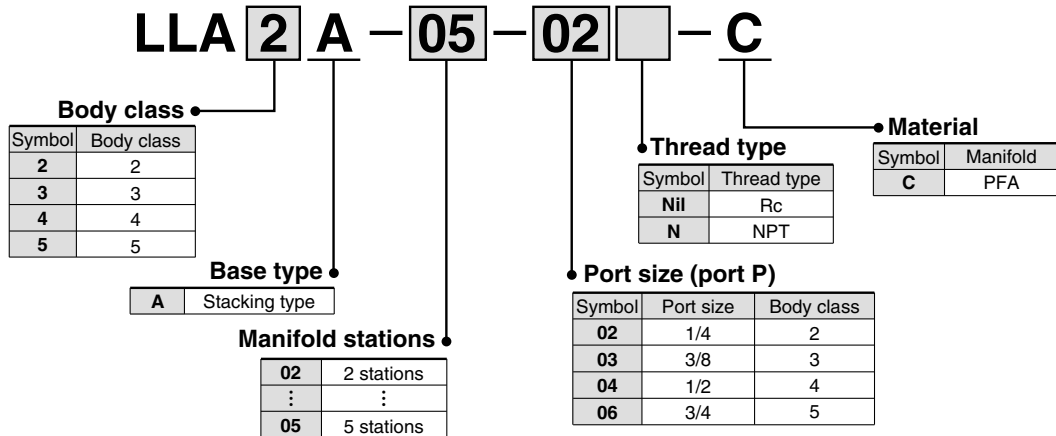 LLA 2 A – 05 – 02 – C
Body class
Symbol Body class
2 2
3 3
4 4
5 5
Base type
A Stacking type
Manifold stations
02 2 stations
⋮ ⋮
05 5 stations
Port size (port P)
Symbol Port size Body class
02 1/4 2
03 3/8 3
04 1/2 4
06 3/4 5
Thread type
Symbol Thread type
Nil Rc
N NPT
Material
Symbol Manifold
C PFA